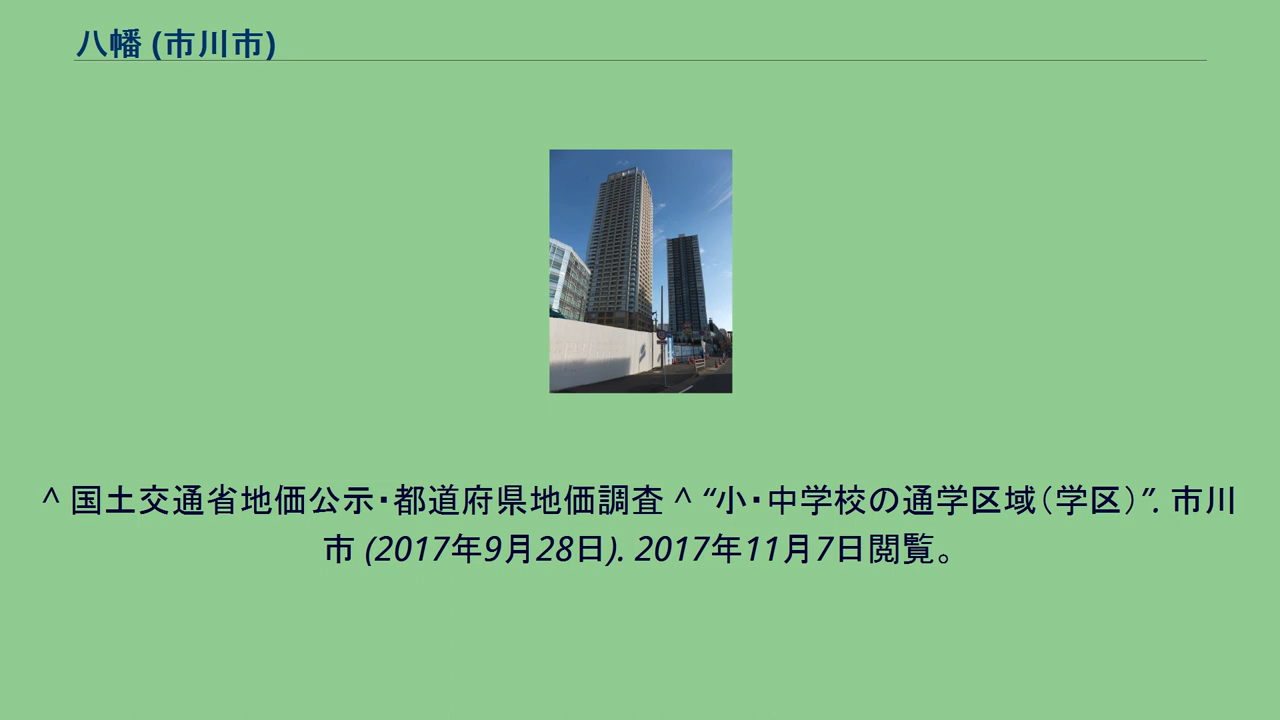 八幡 (市川市)
^ 国土交通省地価公示・都道府県地価調査 ^ “小・中学校の通学区域（学区）”. 市川
市 (2017年9月28日). 2017年11月7日閲覧。